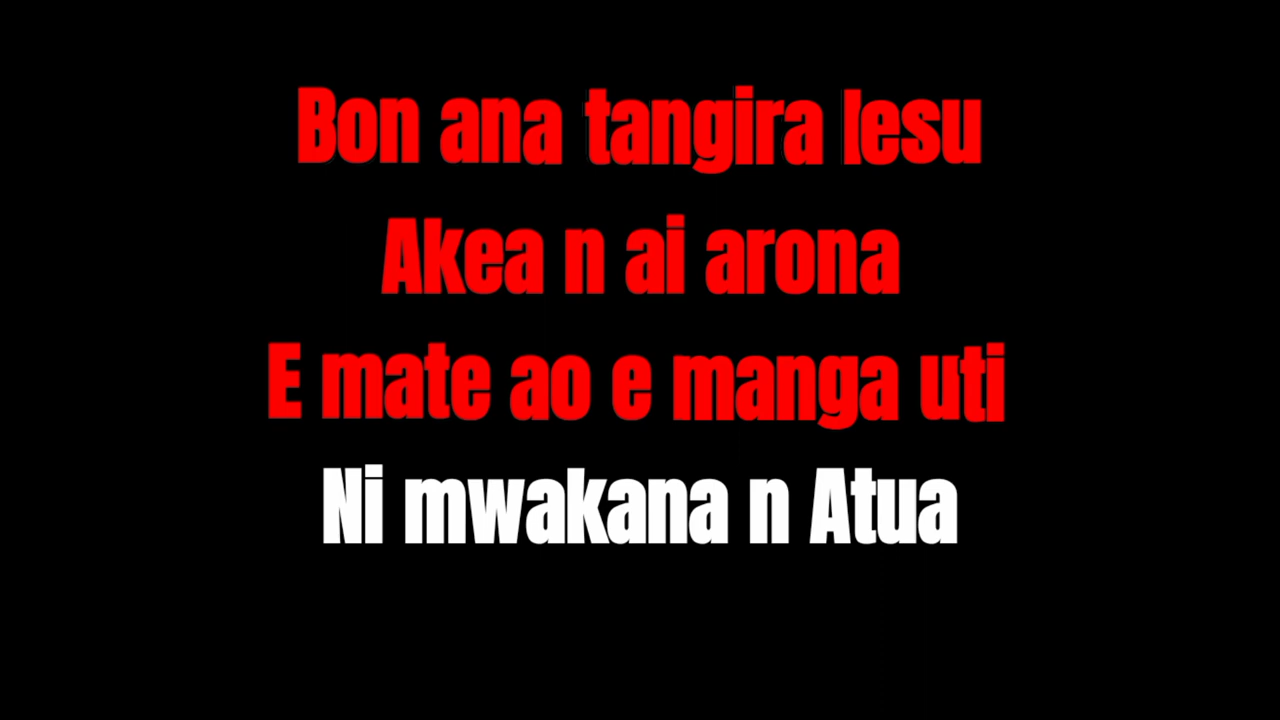 Bon ana tangira Iesu
Akea n ai arona
E mate ao e manga uti
Ni mwakana n Atua